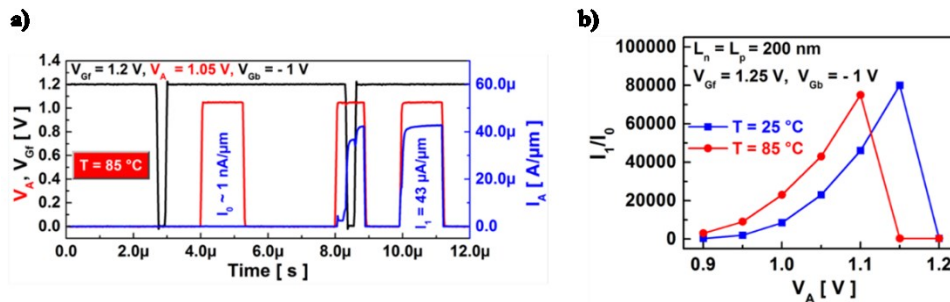 a)
V_Gf = 1.2 V, V_A = 1.05V, V_Gb = - 1 V
1.4
1.2
1.0
0.8
0.6
0.4
0.2
0.0
V_A, V_Gf [ V ]
T = 85 °C
I_0 ~ 1 nA/µm
I_1 = 43 µA/µm
60.0µ
40.0µ
20.0µ
0.0
I_A [ A/µm ]
0.0 2.0µ 4.0µ 6.0µ 8.0µ 10.0µ 12.0µ
Time [ s ]
b)
100000
80000
60000
40000
20000
0
I_1/I_0
L_n = L_p = 200 nm
V_Gf = 1.25 V, V_Gb = - 1 V
T = 25 °C
T = 85 °C
0.9 1.0 1.1 1.2
V_A [ V ]